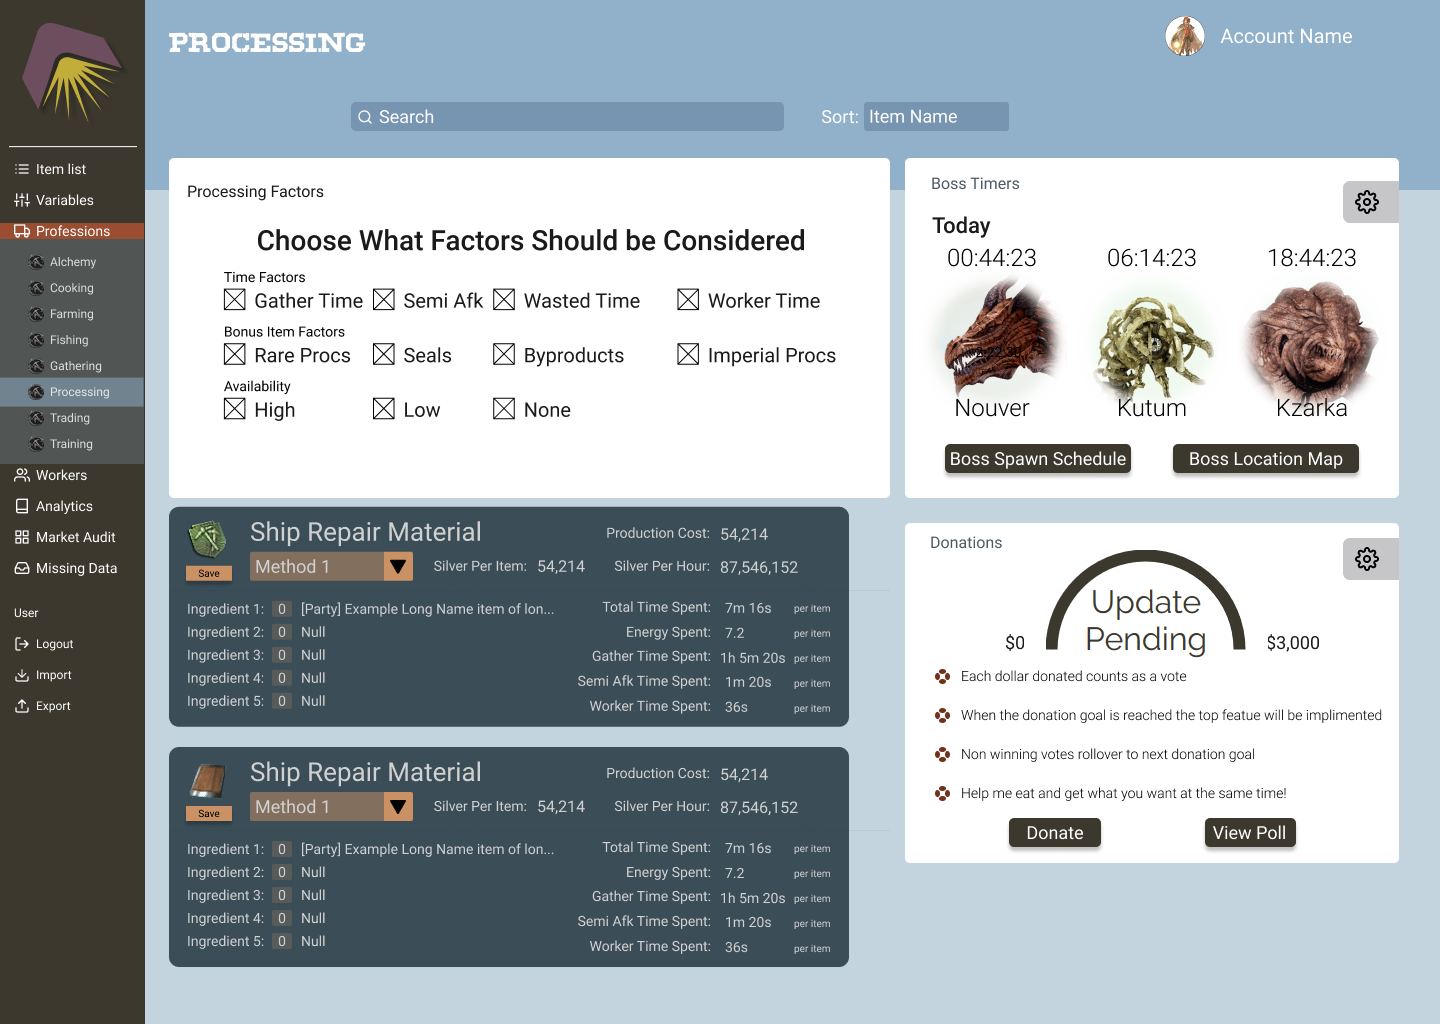 PROCESSING
Account Name
Search
Sort: Item Name
Item list
Variables
Professions
Alchemy
Cooking
Farming
Fishing
Gathering
Processing
Trading
Training
Workers
Analytics
Market Audit
Missing Data
User
Logout
Import
Export
Processing Factors
Choose What Factors Should be Considered
Time Factors
Gather Time Semi Afk Wasted Time Worker Time
Bonus Item Factors
Rare Procs Seals Byproducts Imperial Procs
Availability
High Low None
Boss Timers
Today
00:44:23 06:14:23 18:44:23
Nouver Kutum Kzarka
Boss Spawn Schedule Boss Location Map
Ship Repair Material Production Cost: 54,214
Save Method 1 Silver Per Item: 54,214 Silver Per Hour: 87,546,152
Ingredient 1: 0 [Party] Example Long Name item of lon... Total Time Spent: 7m 16s per item
Ingredient 2: 0 Null Energy Spent: 7.2 per item
Ingredient 3: 0 Null Gather Time Spent: 1h 5m 20s per item
Ingredient 4: 0 Null Semi Afk Time Spent: 1m 20s per item
Ingredient 5: 0 Null Worker Time Spent: 36s per item
Ship Repair Material Production Cost: 54,214
Save Method 1 Silver Per Item: 54,214 Silver Per Hour: 87,546,152
Ingredient 1: 0 [Party] Example Long Name item of lon... Total Time Spent: 7m 16s per item
Ingredient 2: 0 Null Energy Spent: 7.2 per item
Ingredient 3: 0 Null Gather Time Spent: 1h 5m 20s per item
Ingredient 4: 0 Null Semi Afk Time Spent: 1m 20s per item
Ingredient 5: 0 Null Worker Time Spent: 36s per item
Donations
Update
Pending
$0 $3,000
Each dollar donated counts as a vote
When the donation goal is reached the top featue will be implimented
Non winning votes rollover to next donation goal
Help me eat and get what you want at the same time!
Donate View Poll